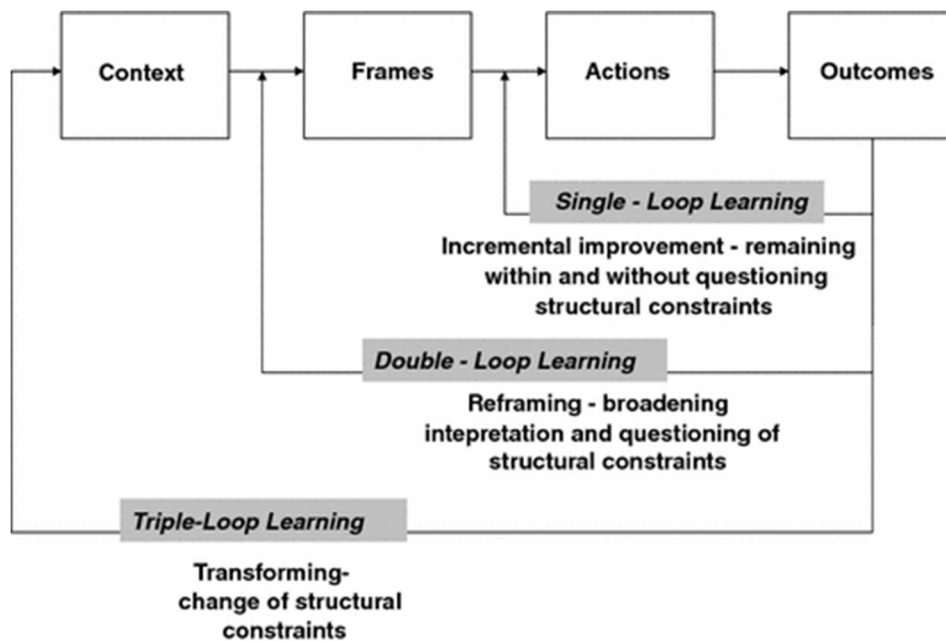 Context
Frames
Actions
Outcomes
Single - Loop Learning
Incremental improvement - remaining
within and without questioning
structural constraints
Double - Loop Learning
Reframing - broadening
intepretation and questioning of
structural constraints
Triple-Loop Learning
Transforming-
change of structural
constraints